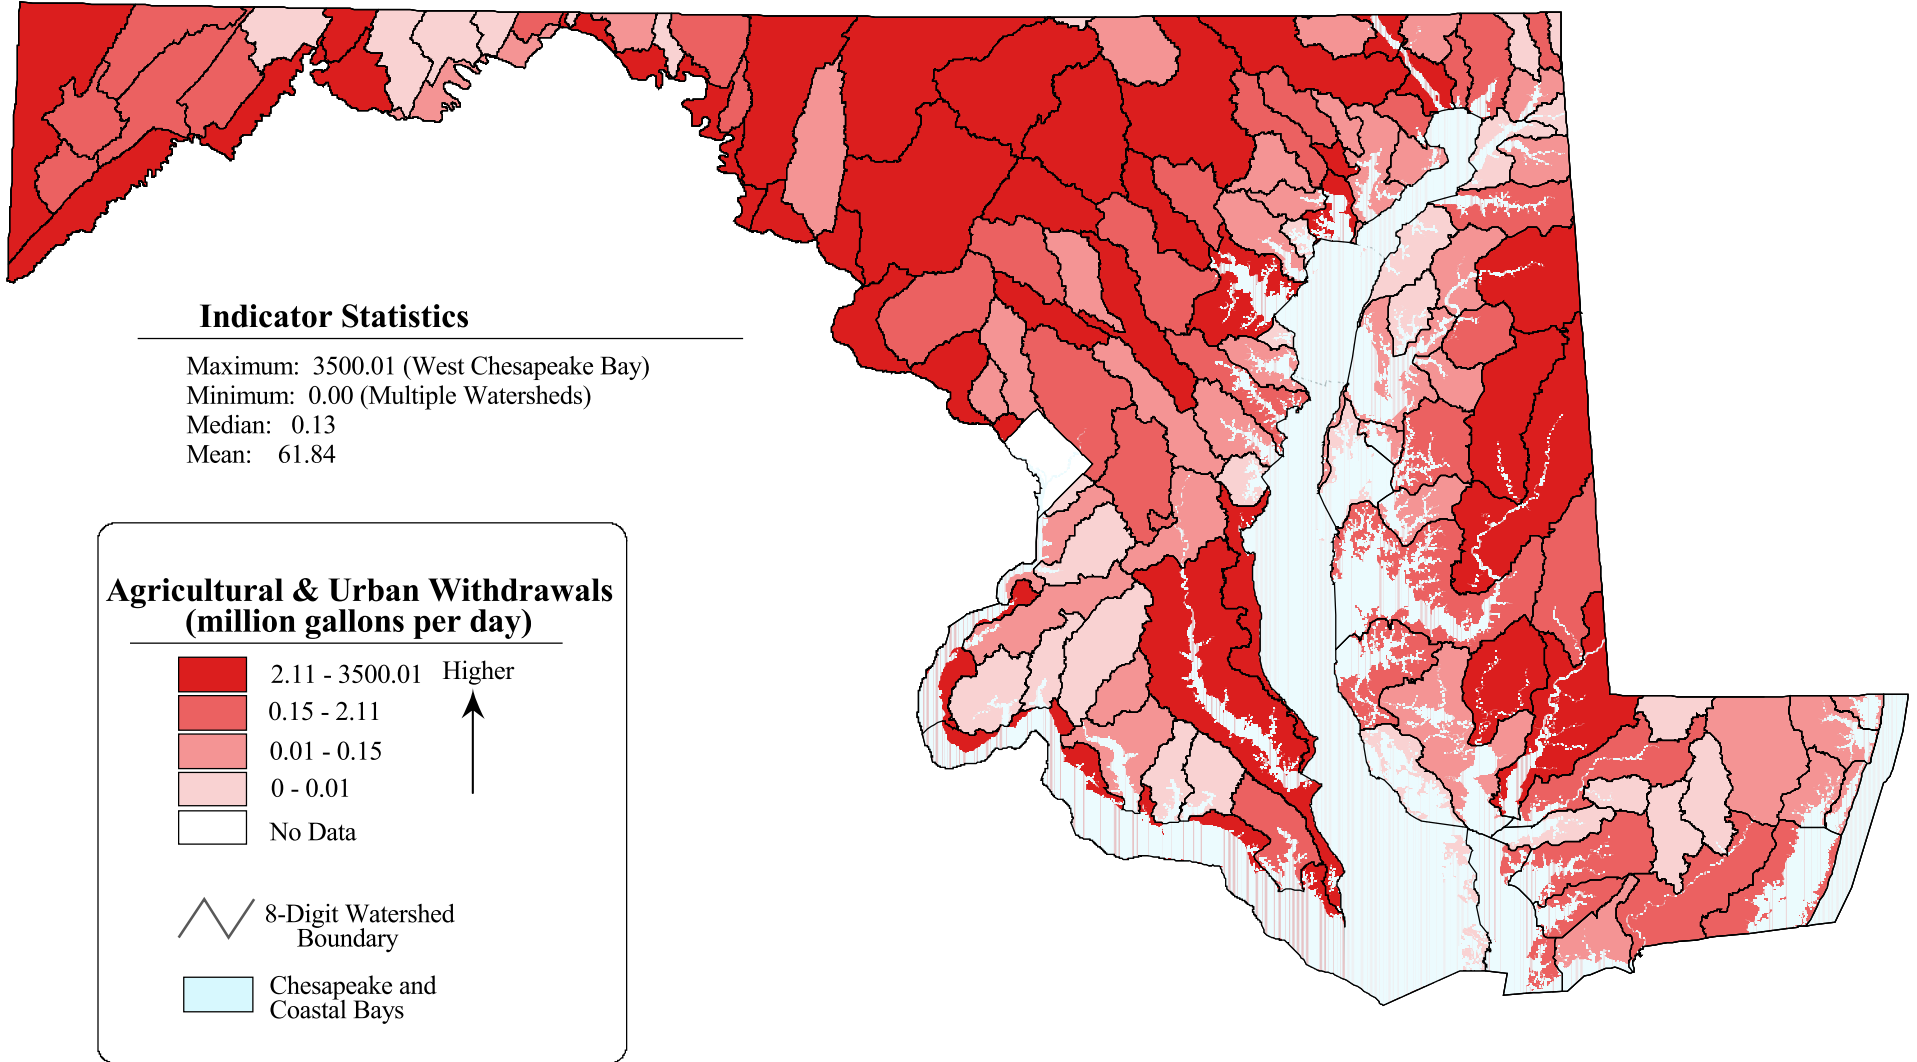 Indicator Statistics
Maximum: 3500.01 (West Chesapeake Bay)
Minimum: 0.00 (Multiple Watersheds)
Median: 0.13
Mean: 61.84
Agricultural & Urban Withdrawals
(million gallons per day)
2.11 - 3500.01 Higher
0.15 - 2.11
0.01 - 0.15
0 - 0.01
No Data
8-Digit Watershed
Boundary
Chesapeake and
Coastal Bays